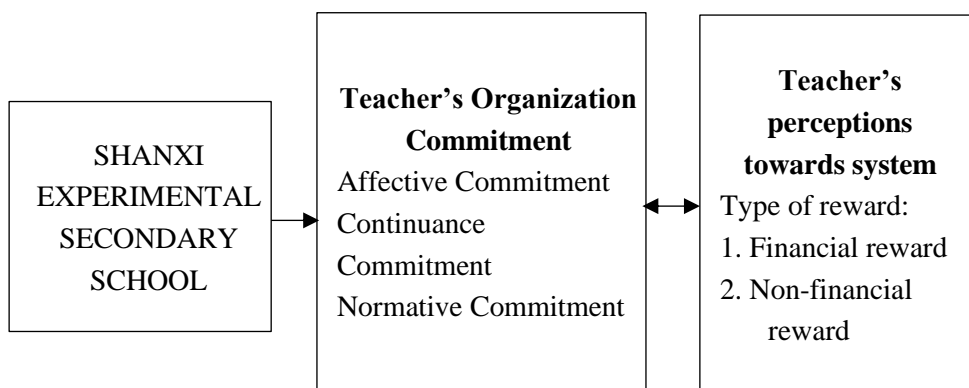 SHANXI
EXPERIMENTAL
SECONDARY
SCHOOL
Teacher’s Organization
Commitment
Affective Commitment
Continuance
Commitment
Normative Commitment
Teacher’s
perceptions
towards system
Type of reward:
1. Financial reward
2. Non-financial
reward